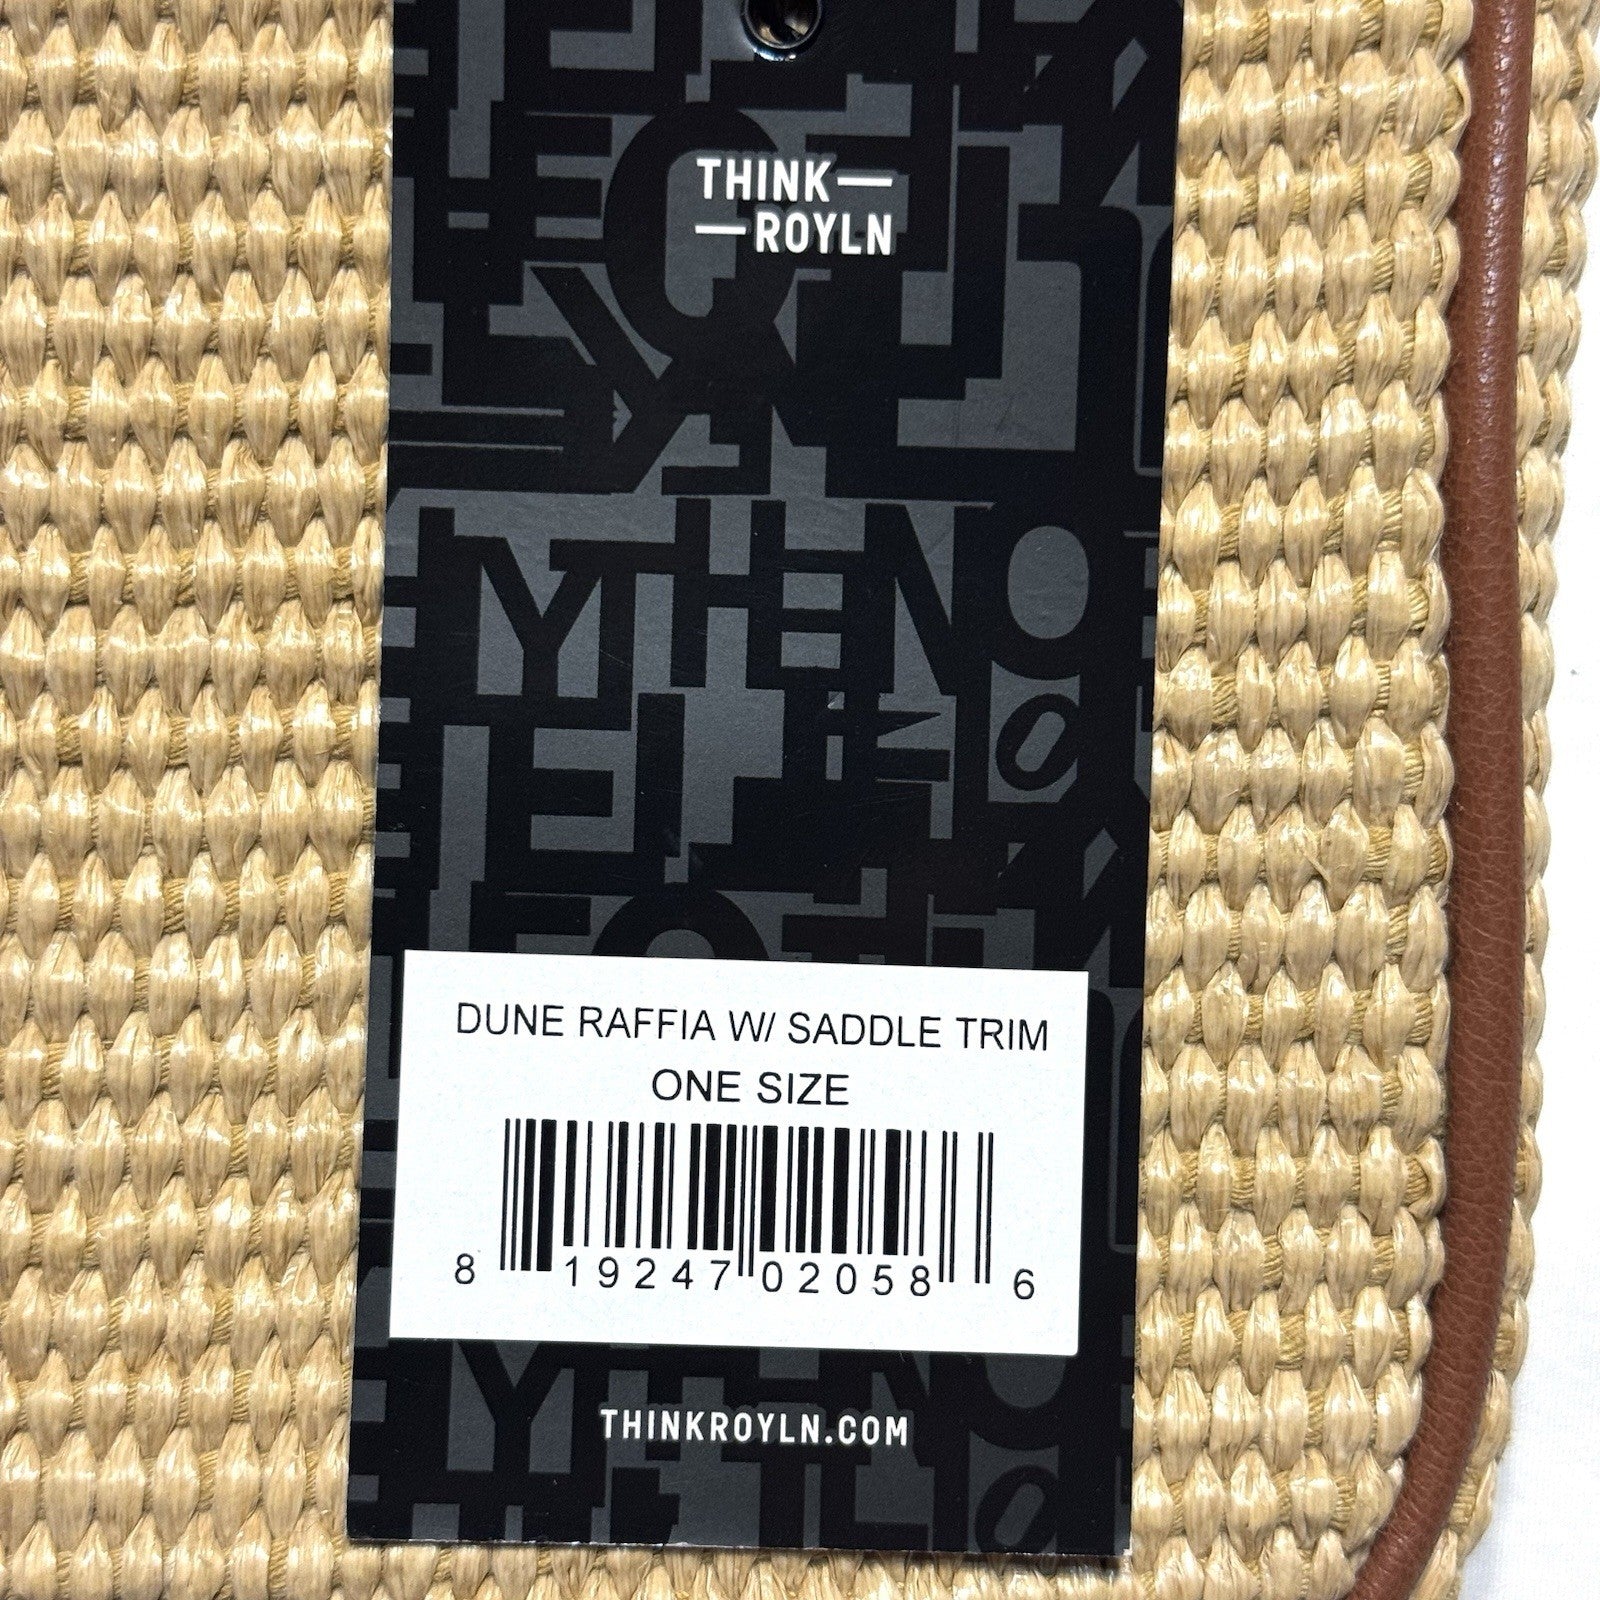 THINK—
—ROYLN
DUNE RAFFIA W/ SADDLE TRIM
ONE SIZE
8 19247 02058 6
THINKROYLN.COM